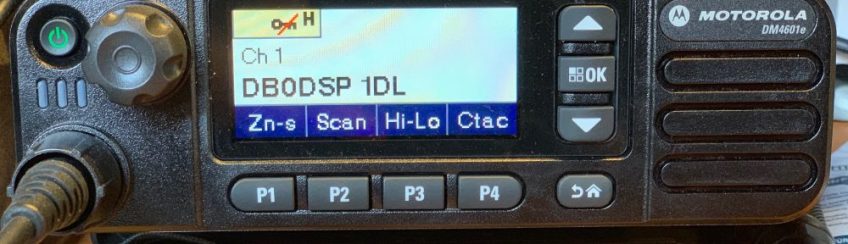 H
MOTOROLA
DM4601e
Ch 1
DB0DSP 1DL
OK
Zn-s Scan Hi-Lo Ctac
P1 P2 P3 P4